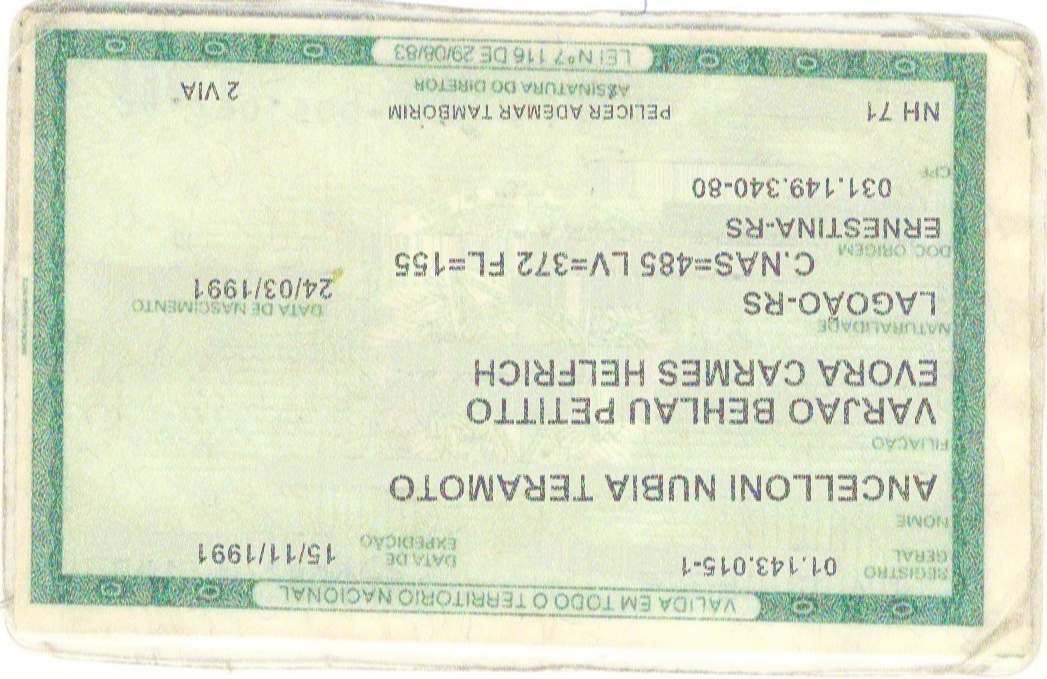 VALIDA EM TODO O TERRITORIO NACIONAL
REGISTRO GERAL 01.143.015-1 DATA DE EXPEDIÇÃO 15/11/1991
NOME
ANCELLONI NUBIA TERAMOTO
FILIAÇÃO
VARJAO BEHLAU PETITTO
EVORA CARMES HELFRICH
NATURALIDADE DATA DE NASCIMENTO
LAGOÃO-RS 24/03/1991
DOC ORIGEM C.NAS=485 LV=372 FL=155
ERNESTINA-RS
CPF 031.149.340-80
NH 71 PELICER ADEMAR TAMBORIM 2 VIA
ASSINATURA DO DIRETOR
LEI Nº 7.116 DE 29/08/83